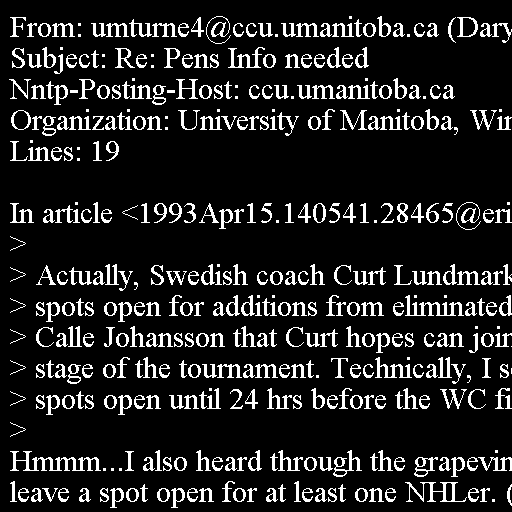 From: umturne4@ccu.umanitoba.ca (Dary
Subject: Re: Pens Info needed
Nntp-Posting-Host: ccu.umanitoba.ca
Organization: University of Manitoba, Win
Lines: 19

In article <1993Apr15.140541.28465@eri
>
> Actually, Swedish coach Curt Lundmark
> spots open for additions from eliminated
> Calle Johansson that Curt hopes can join
> stage of the tournament. Technically, I s
> spots open until 24 hrs before the WC fi
>
Hmmm...I also heard through the grapevin
leave a spot open for at least one NHLer. (